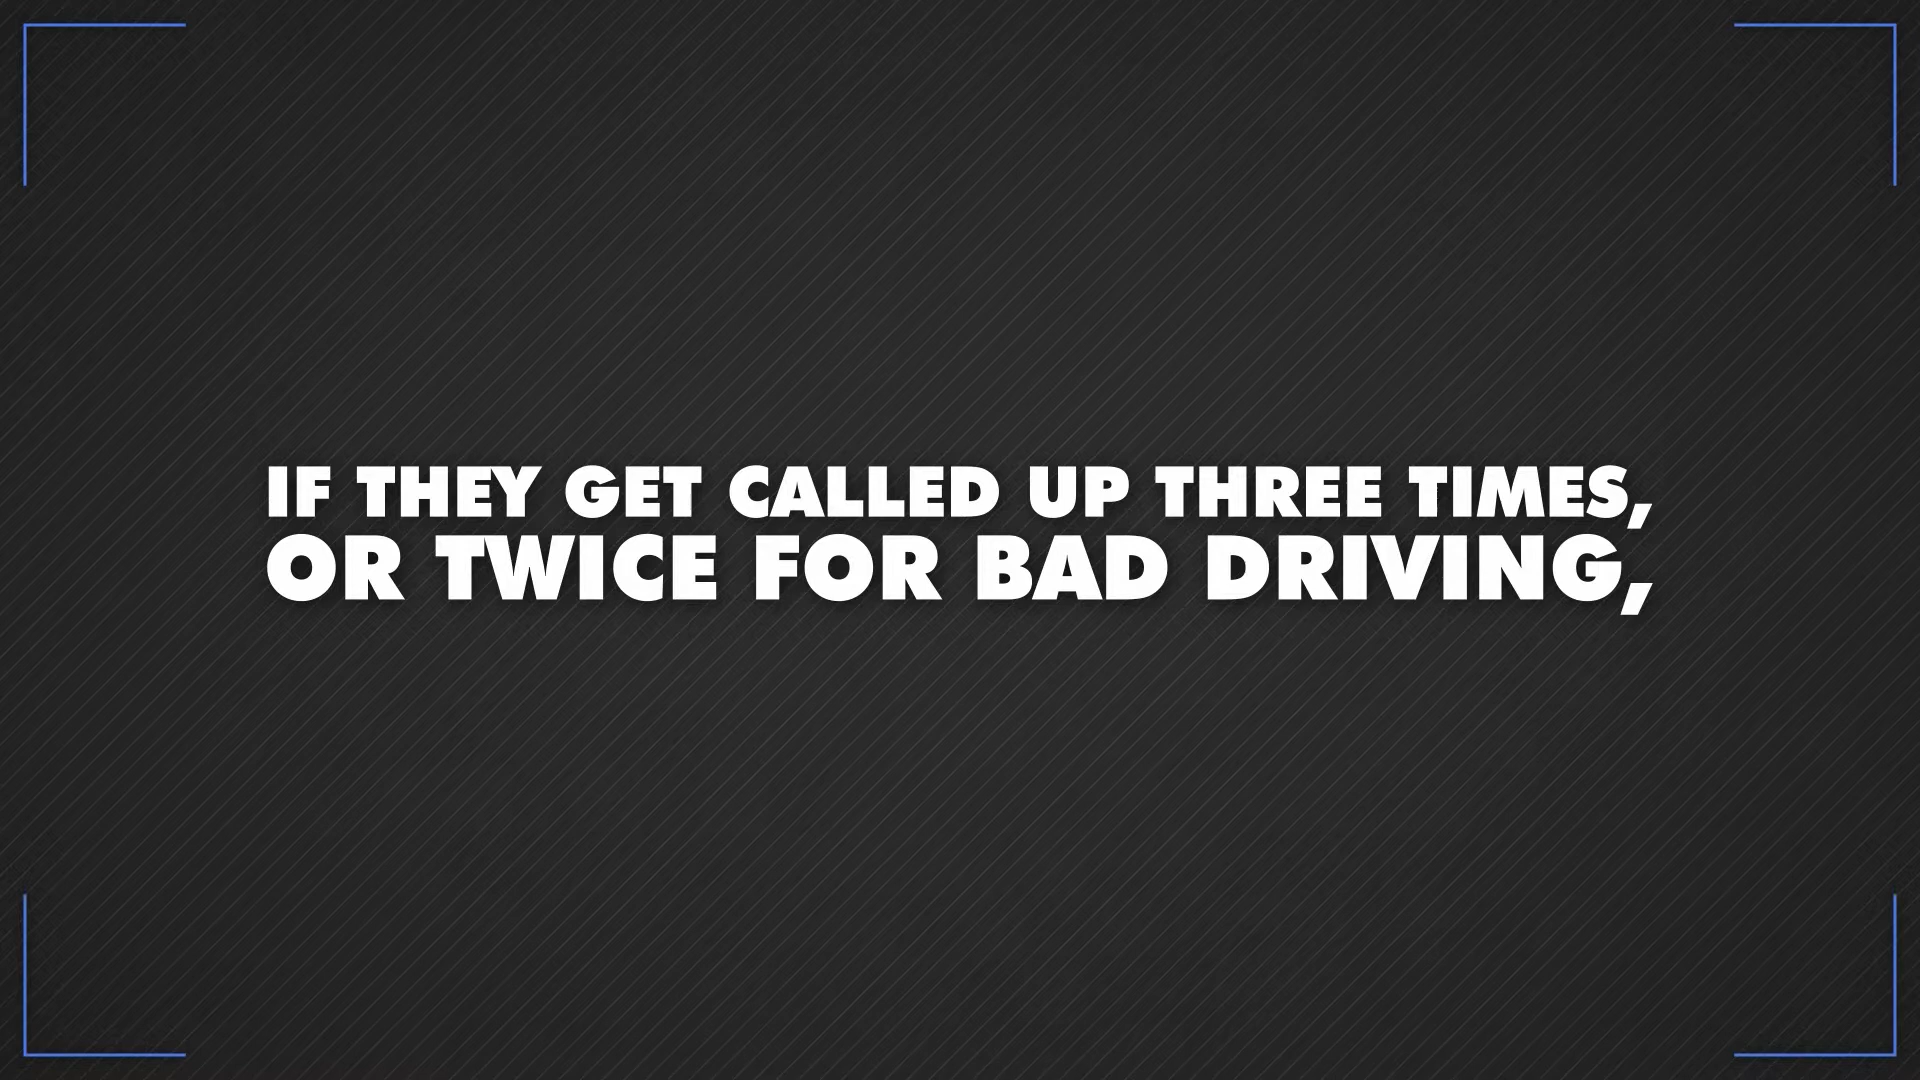 IF THEY GET CALLED UP THREE TIMES,
OR TWICE FOR BAD DRIVING,